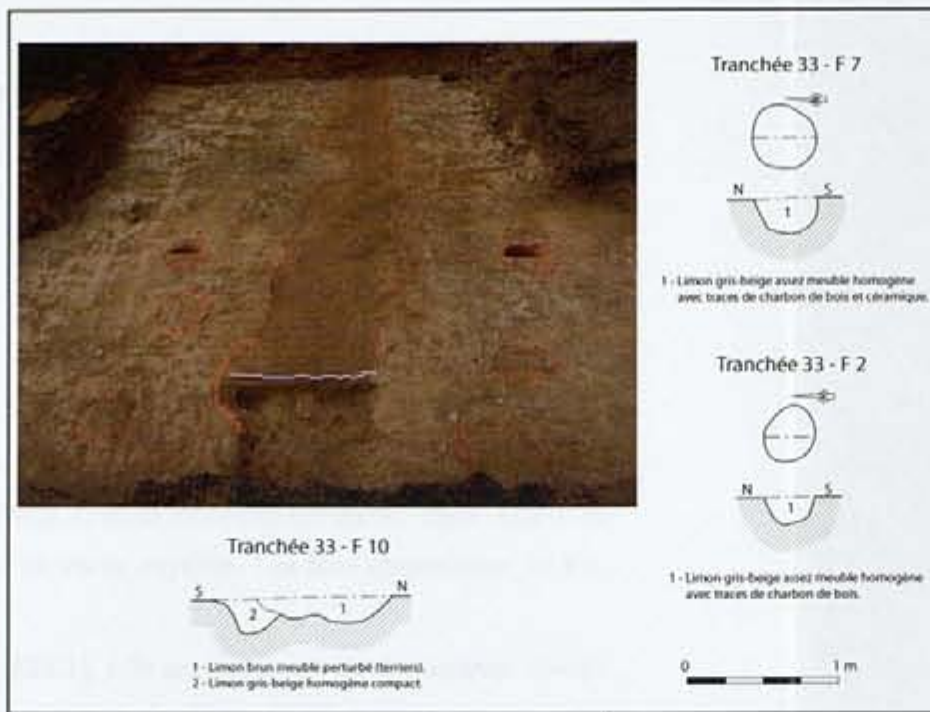 Tranchée 33 - F 7
N
S
1
1 - Limon gris-beige assez meuble homogène
avec traces de charbon de bois et céramique.
Tranchée 33 - F 2
N
S
1
1 - Limon gris-beige assez meuble homogène
avec traces de charbon de bois.
Tranchée 33 - F 10
S
N
2
1
1 - Limon brun meuble perturbé (terriers).
2 - Limon gris-beige homogène compact.
0
1 m